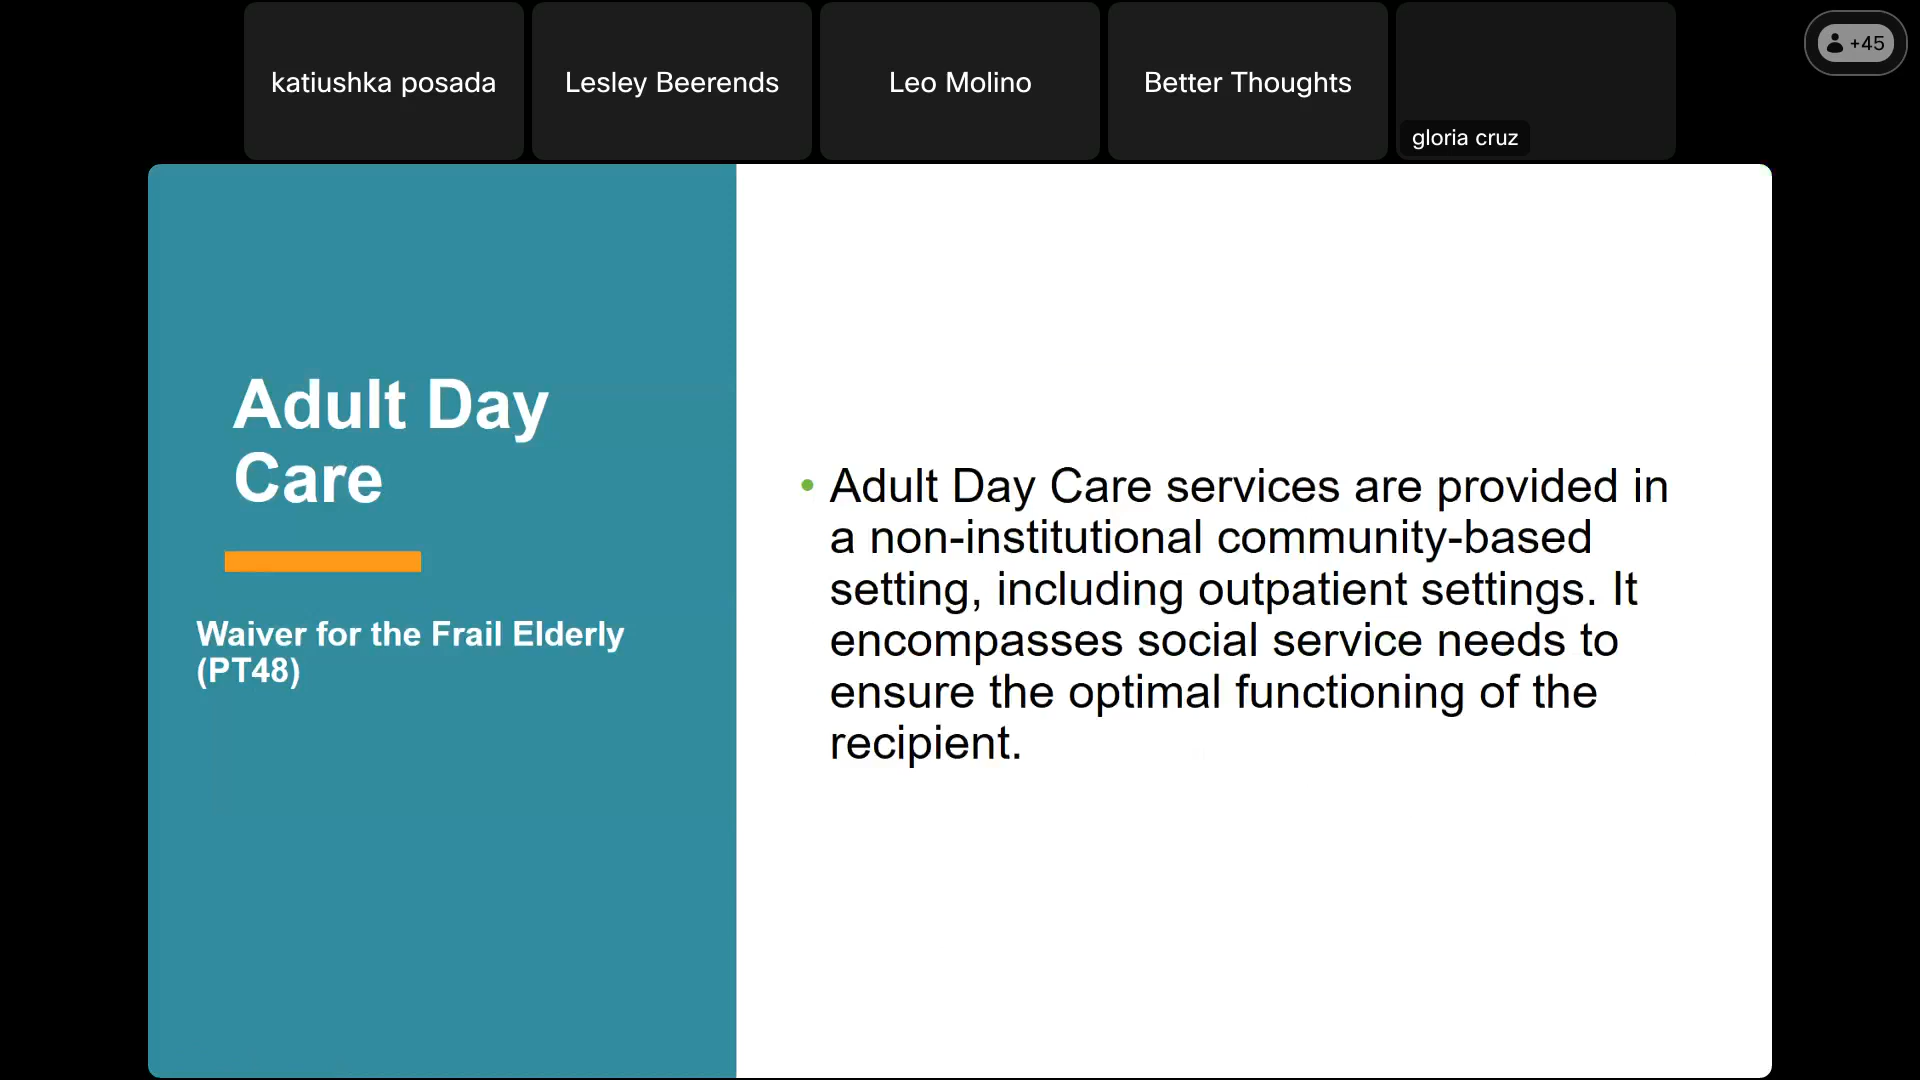 katiushka posada
Lesley Beerends
Leo Molino
Better Thoughts
gloria cruz
+45
Adult Day
Care
Waiver for the Frail Elderly
(PT48)
• Adult Day Care services are provided in
a non-institutional community-based
setting, including outpatient settings. It
encompasses social service needs to
ensure the optimal functioning of the
recipient.